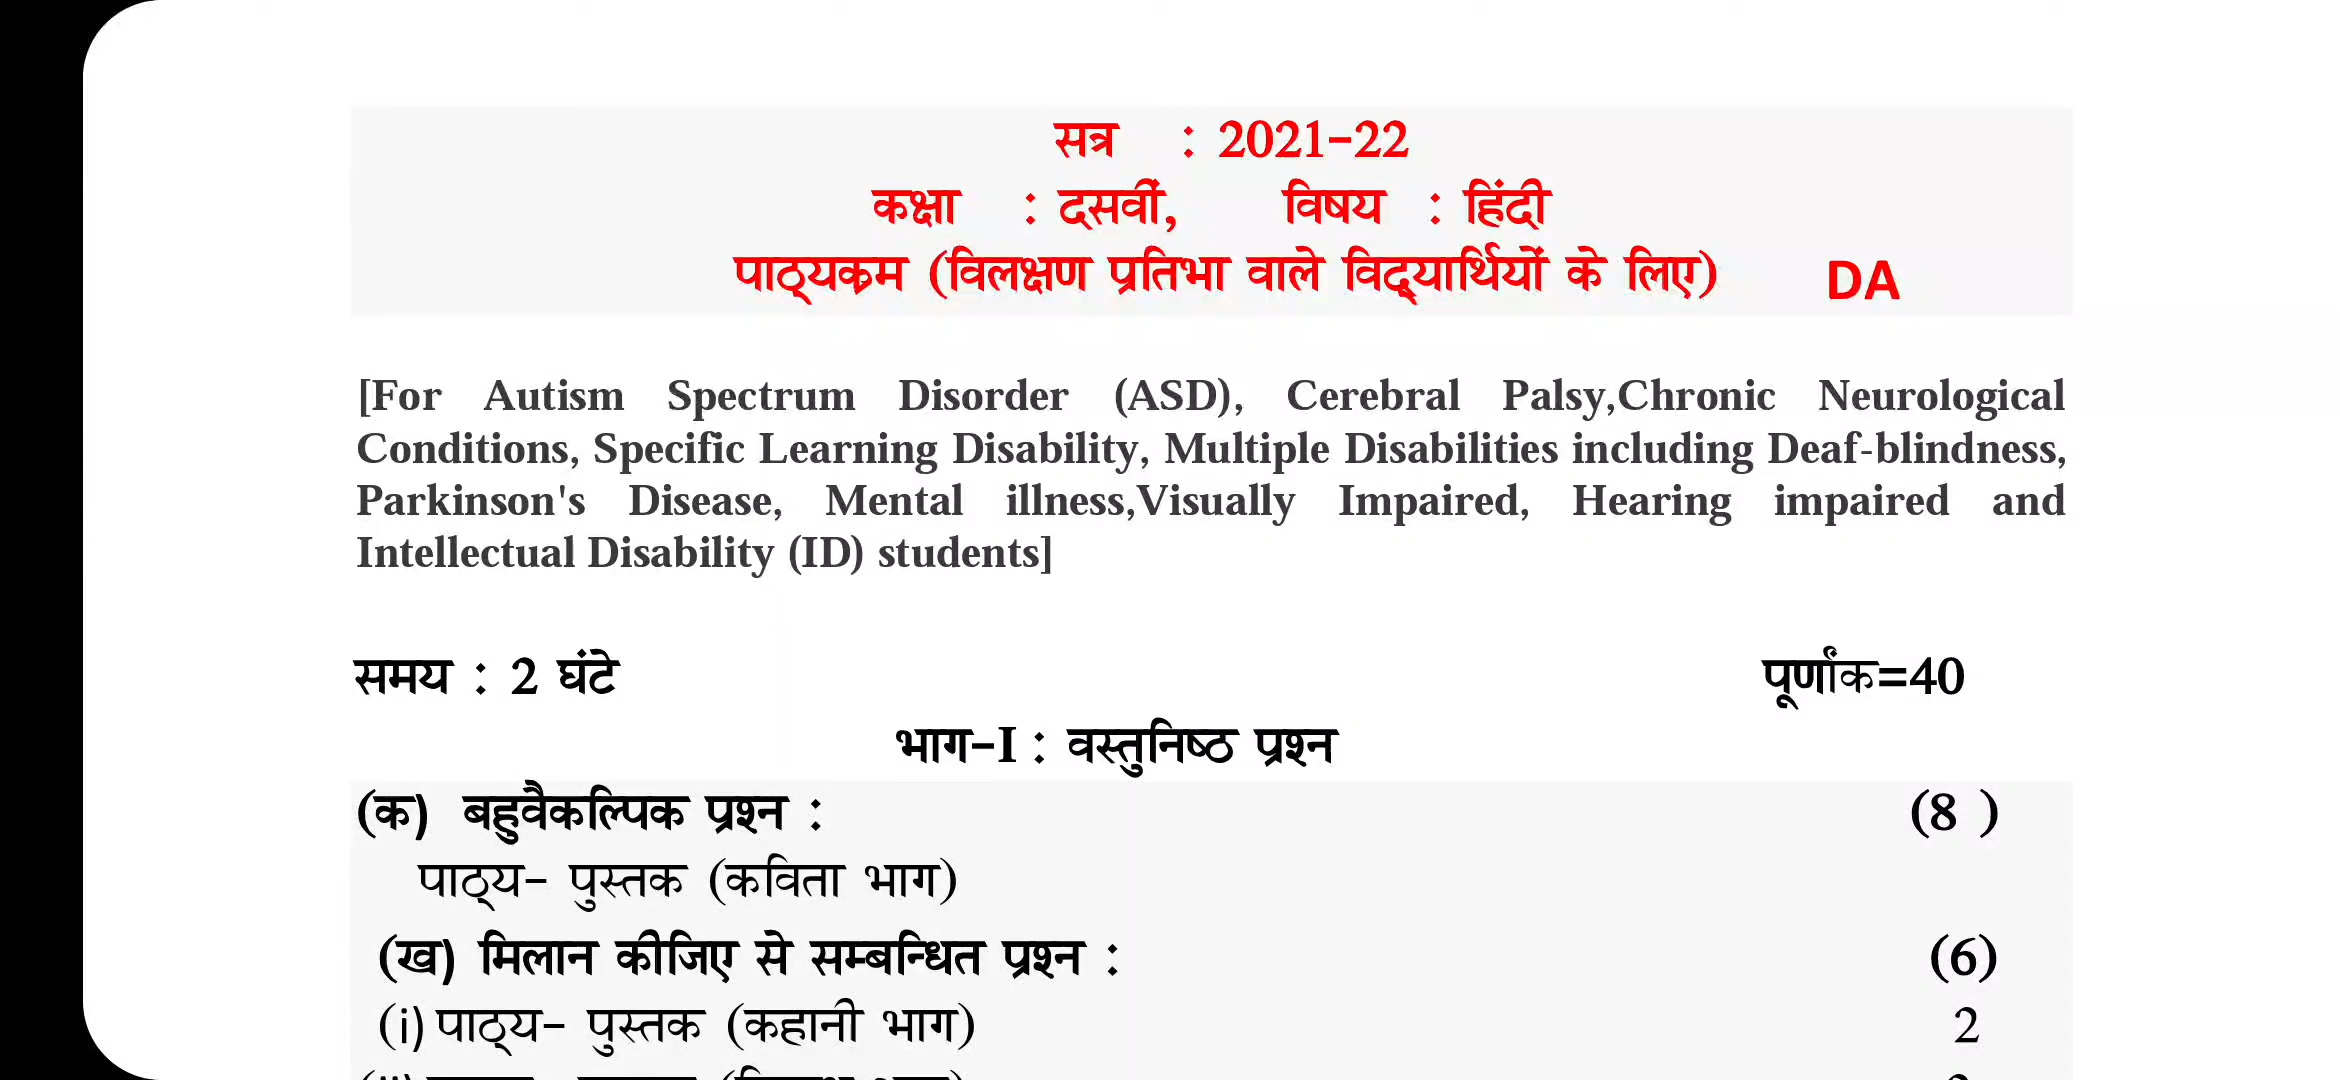 सत्र : 2021-22
कक्षा : दसवीं, विषय : हिंदी
पाठ्यक्रम (विलक्षण प्रतिभा वाले विद्यार्थियों के लिए) DA
[For Autism Spectrum Disorder (ASD), Cerebral Palsy,Chronic Neurological
Conditions, Specific Learning Disability, Multiple Disabilities including Deaf-blindness,
Parkinson's Disease, Mental illness,Visually Impaired, Hearing impaired and
Intellectual Disability (ID) students]
समय : 2 घंटे पूर्णांक=40
भाग-I : वस्तुनिष्ठ प्रश्न
(क) बहुवैकल्पिक प्रश्न : (8 )
पाठ्य- पुस्तक (कविता भाग)
(ख) मिलान कीजिए से सम्बन्धित प्रश्न : (6)
(i) पाठ्य- पुस्तक (कहानी भाग) 2